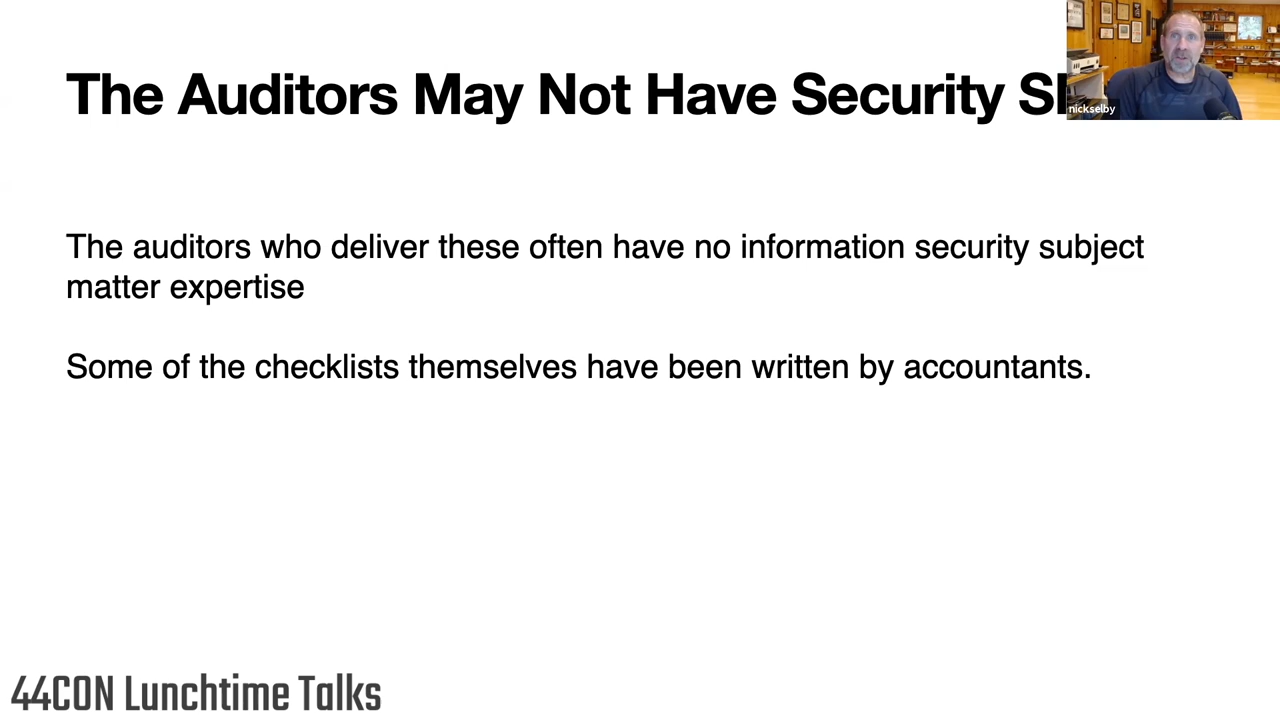 The Auditors May Not Have Security
nickselby
The auditors who deliver these often have no information security subject
matter expertise
Some of the checklists themselves have been written by accountants.
44CON Lunchtime Talks